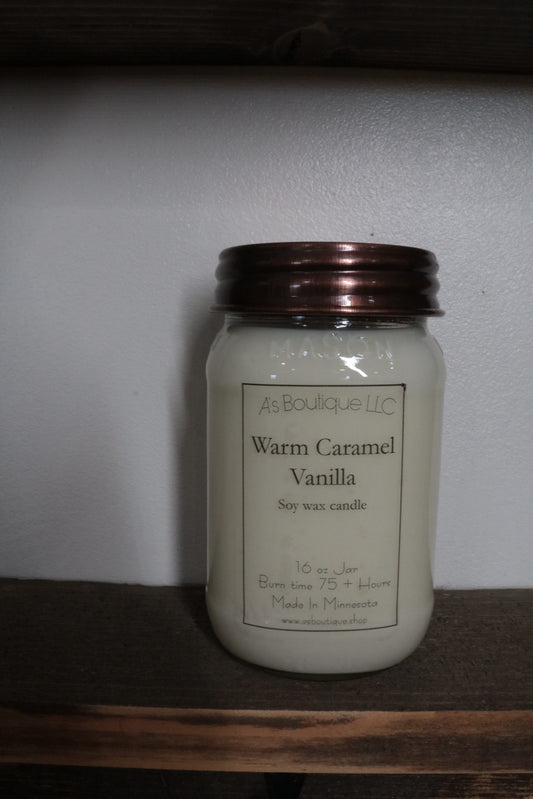 MASON
A's Boutique LLC
Warm Caramel
Vanilla
Soy wax candle
16 oz Jar
Burn time 75 + Hours
Made In Minnesota
www.asboutique.shop